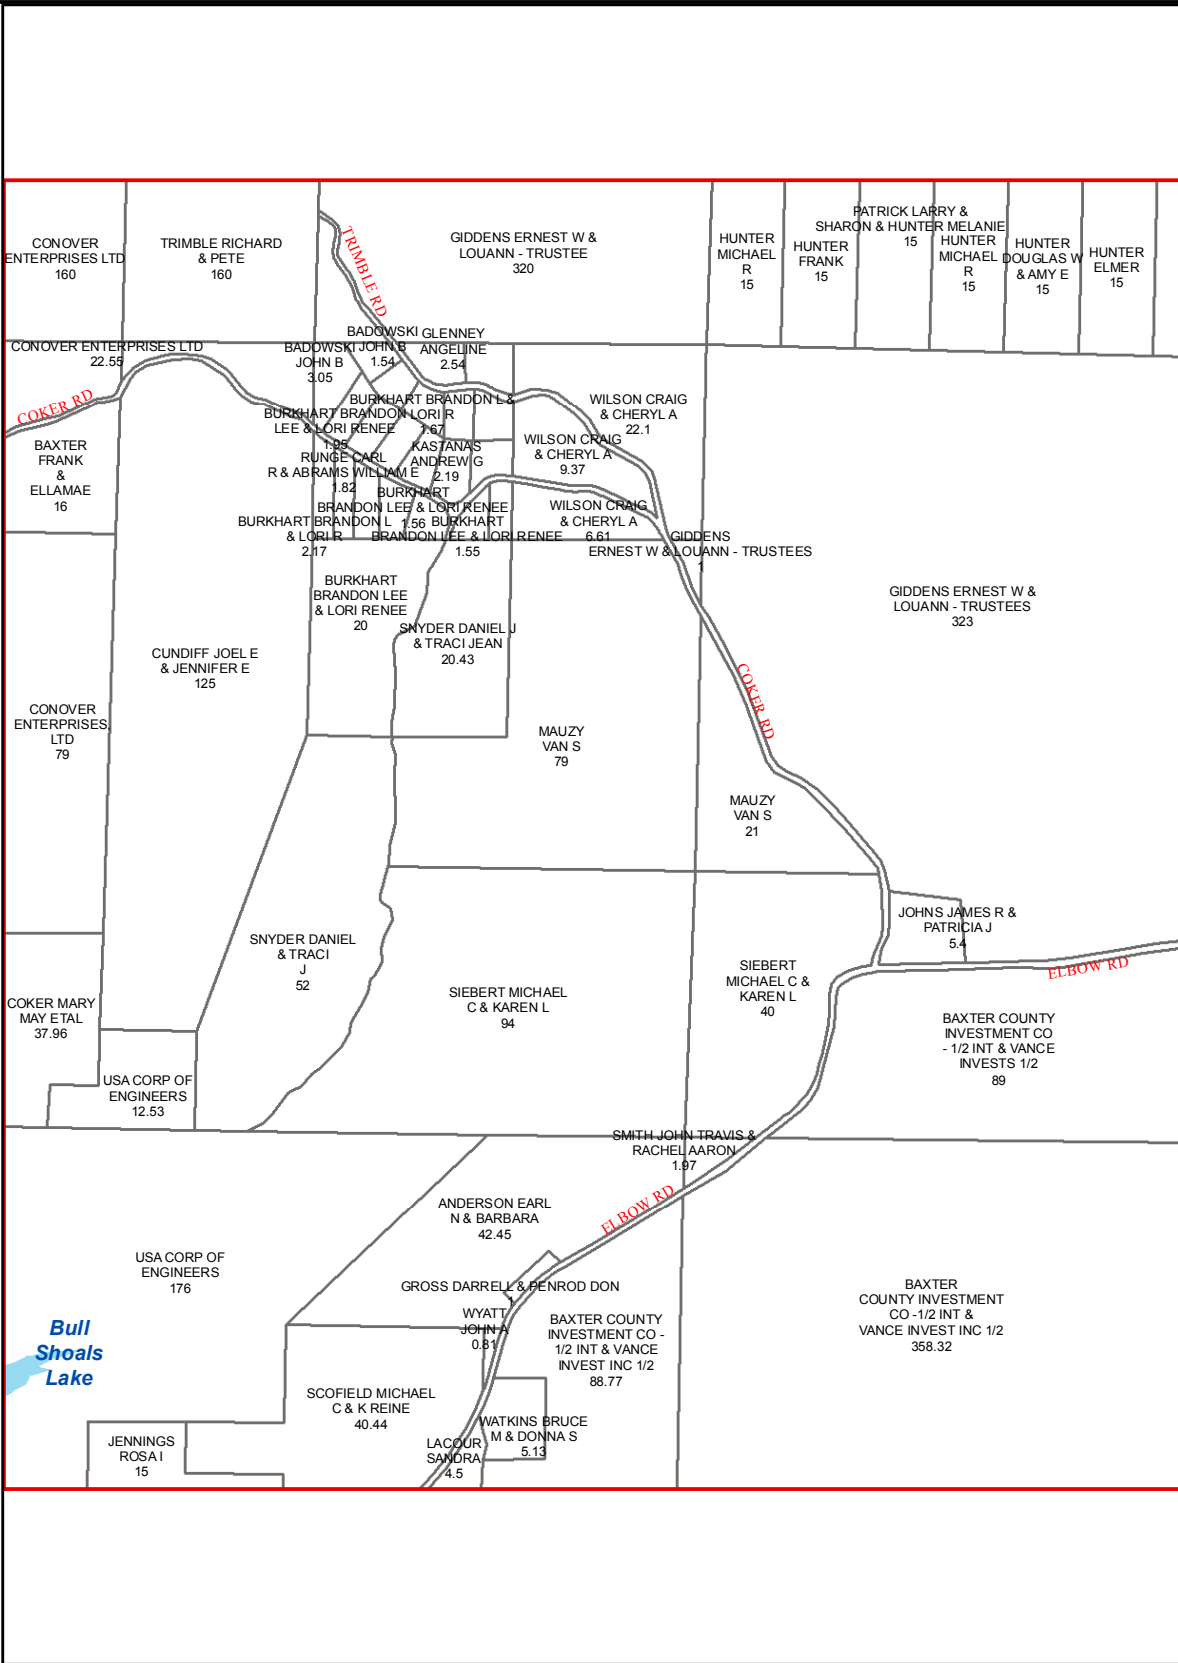 CONOVER
ENTERPRISES LTD
160
TRIMBLE RICHARD
& PETE
160
TRIMBLE RD
GIDDENS ERNEST W &
LOUANN - TRUSTEE
320
HUNTER
MICHAEL
R
15
HUNTER
FRANK
15
PATRICK LARRY &
SHARON & HUNTER MELANIE
15
HUNTER
MICHAEL
R
15
HUNTER
DOUGLAS W
& AMY E
15
HUNTER
ELMER
15
CONOVER ENTERPRISES LTD
22.55
BADOWSKI
JOHN B
3.05
BADOWSKI
JOHN B
1.54
GLENNEY
ANGELINE
2.54
COKER RD
BURKHART BRANDON L &
LORI R
1.67
BURKHART BRANDON
LEE & LORI RENEE
1.95
WILSON CRAIG
& CHERYL A
22.1
WILSON CRAIG
& CHERYL A
9.37
BAXTER
FRANK
&
ELLAMAE
16
RUNGE CARL
R & ABRAMS WILLIAM E
1.82
KASTANAS
ANDREW G
2.19
BURKHART
BRANDON LEE & LORI RENEE
1.56
WILSON CRAIG
& CHERYL A
6.61
BURKHART BRANDON L
& LORI R
2.17
BURKHART
BRANDON LEE & LORI RENEE
1.55
GIDDENS
ERNEST W & LOUANN - TRUSTEES
1
BURKHART
BRANDON LEE
& LORI RENEE
20
GIDDENS ERNEST W &
LOUANN - TRUSTEES
323
SNYDER DANIEL J
& TRACI JEAN
20.43
CUNDIFF JOEL E
& JENNIFER E
125
COKER RD
CONOVER
ENTERPRISES,
LTD
79
MAUZY
VAN S
79
MAUZY
VAN S
21
JOHNS JAMES R &
PATRICIA J
5.4
SNYDER DANIEL
& TRACI
J
52
ELBOW RD
SIEBERT
MICHAEL C &
KAREN L
40
SIEBERT MICHAEL
C & KAREN L
94
COKER MARY
MAY ETAL
37.96
BAXTER COUNTY
INVESTMENT CO
- 1/2 INT & VANCE
INVESTS 1/2
89
USA CORP OF
ENGINEERS
12.53
SMITH JOHN TRAVIS &
RACHEL AARON
1.97
ELBOW RD
ANDERSON EARL
N & BARBARA
42.45
USA CORP OF
ENGINEERS
176
GROSS DARRELL & PENROD DON
1
BAXTER
COUNTY INVESTMENT
CO -1/2 INT &
VANCE INVEST INC 1/2
358.32
WYATT
JOHN A
0.81
BAXTER COUNTY
INVESTMENT CO -
1/2 INT & VANCE
INVEST INC 1/2
88.77
Bull
Shoals
Lake
SCOFIELD MICHAEL
C & K REINE
40.44
WATKINS BRUCE
M & DONNA S
5.13
JENNINGS
ROSA I
15
LACOUR
SANDRA
4.5